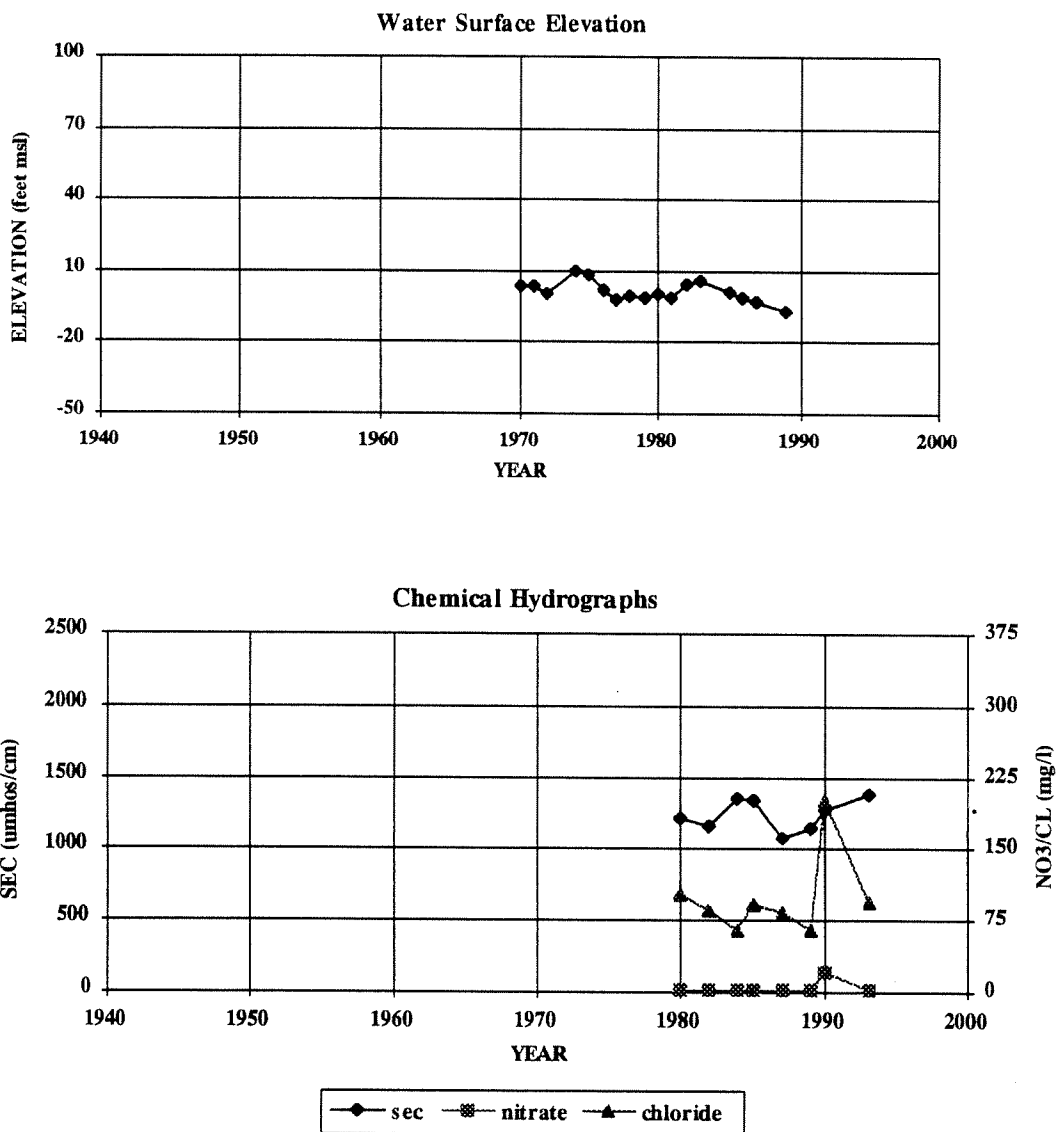 Water Surface Elevation
ELEVATION (feet msl)
100
70
40
10
-20
-50
1940 1950 1960 1970 1980 1990 2000
YEAR
Chemical Hydrographs
SEC (umhos/cm)
2500
2000
1500
1000
500
0
375
300
225
150
75
0
NO3/CL (mg/l)
1940 1950 1960 1970 1980 1990 2000
YEAR
sec nitrate chloride